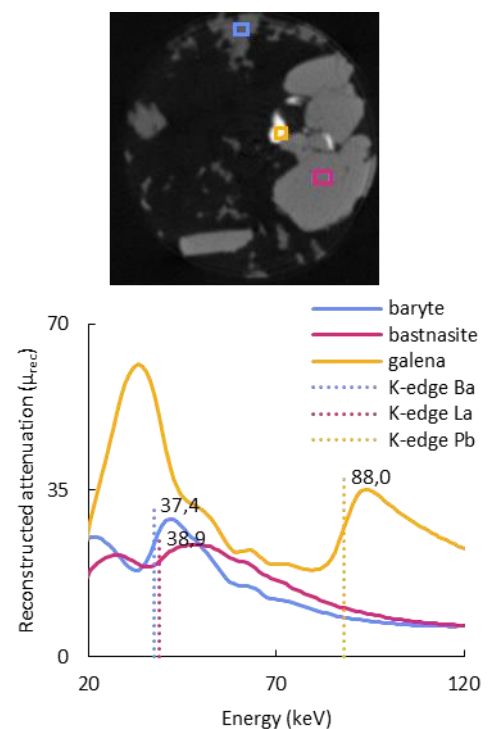 baryte
bastnasite
galena
K-edge Ba
K-edge La
K-edge Pb
70
35
0
37,4
38,9
88,0
20
70
120
Reconstructed attenuation (μrec)
Energy (keV)